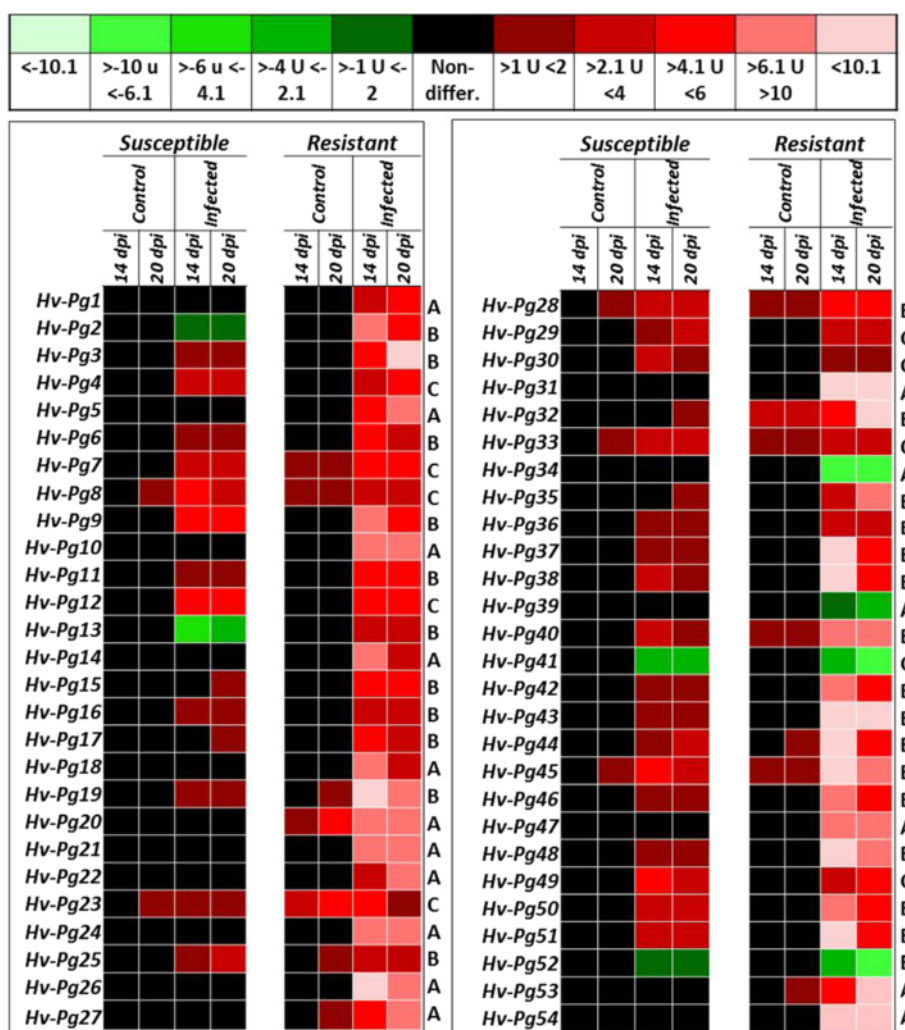 <-10.1 >-10 u <-6.1 >-6 u <-4.1 >-4 U <-2.1 >-1 U <-2 Non-differ. >1 U <2 >2.1 U <4 >4.1 U <6 >6.1 U >10 <10.1
Susceptible Resistant
Control Infected Control Infected
14 dpi 20 dpi 14 dpi 20 dpi 14 dpi 20 dpi 14 dpi 20 dpi
Hv-Pg1 A
Hv-Pg2 B
Hv-Pg3 B
Hv-Pg4 C
Hv-Pg5 A
Hv-Pg6 B
Hv-Pg7 C
Hv-Pg8 C
Hv-Pg9 B
Hv-Pg10 A
Hv-Pg11 B
Hv-Pg12 C
Hv-Pg13 B
Hv-Pg14 A
Hv-Pg15 B
Hv-Pg16 B
Hv-Pg17 B
Hv-Pg18 A
Hv-Pg19 B
Hv-Pg20 A
Hv-Pg21 A
Hv-Pg22 A
Hv-Pg23 C
Hv-Pg24 A
Hv-Pg25 B
Hv-Pg26 A
Hv-Pg27 A
Susceptible Resistant
Control Infected Control Infected
14 dpi 20 dpi 14 dpi 20 dpi 14 dpi 20 dpi 14 dpi 20 dpi
Hv-Pg28
Hv-Pg29
Hv-Pg30
Hv-Pg31
Hv-Pg32
Hv-Pg33
Hv-Pg34
Hv-Pg35
Hv-Pg36
Hv-Pg37
Hv-Pg38
Hv-Pg39
Hv-Pg40
Hv-Pg41
Hv-Pg42
Hv-Pg43
Hv-Pg44
Hv-Pg45
Hv-Pg46
Hv-Pg47
Hv-Pg48
Hv-Pg49
Hv-Pg50
Hv-Pg51
Hv-Pg52
Hv-Pg53
Hv-Pg54